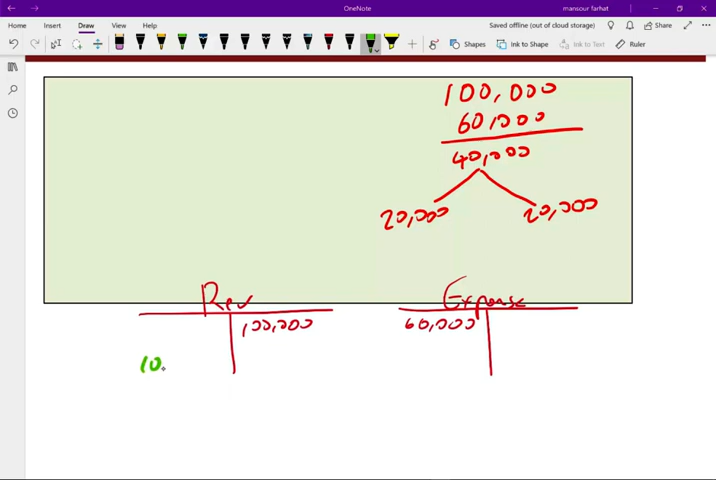 OneNote
mansour farhat
Home Insert Draw View Help
Saved offline (out of cloud storage)
Share
Shapes Ink to Shape Ink to Text Ruler
100,000
60,000
40,000
20,000 20,000
Rev Expense
100,000 60,000
10